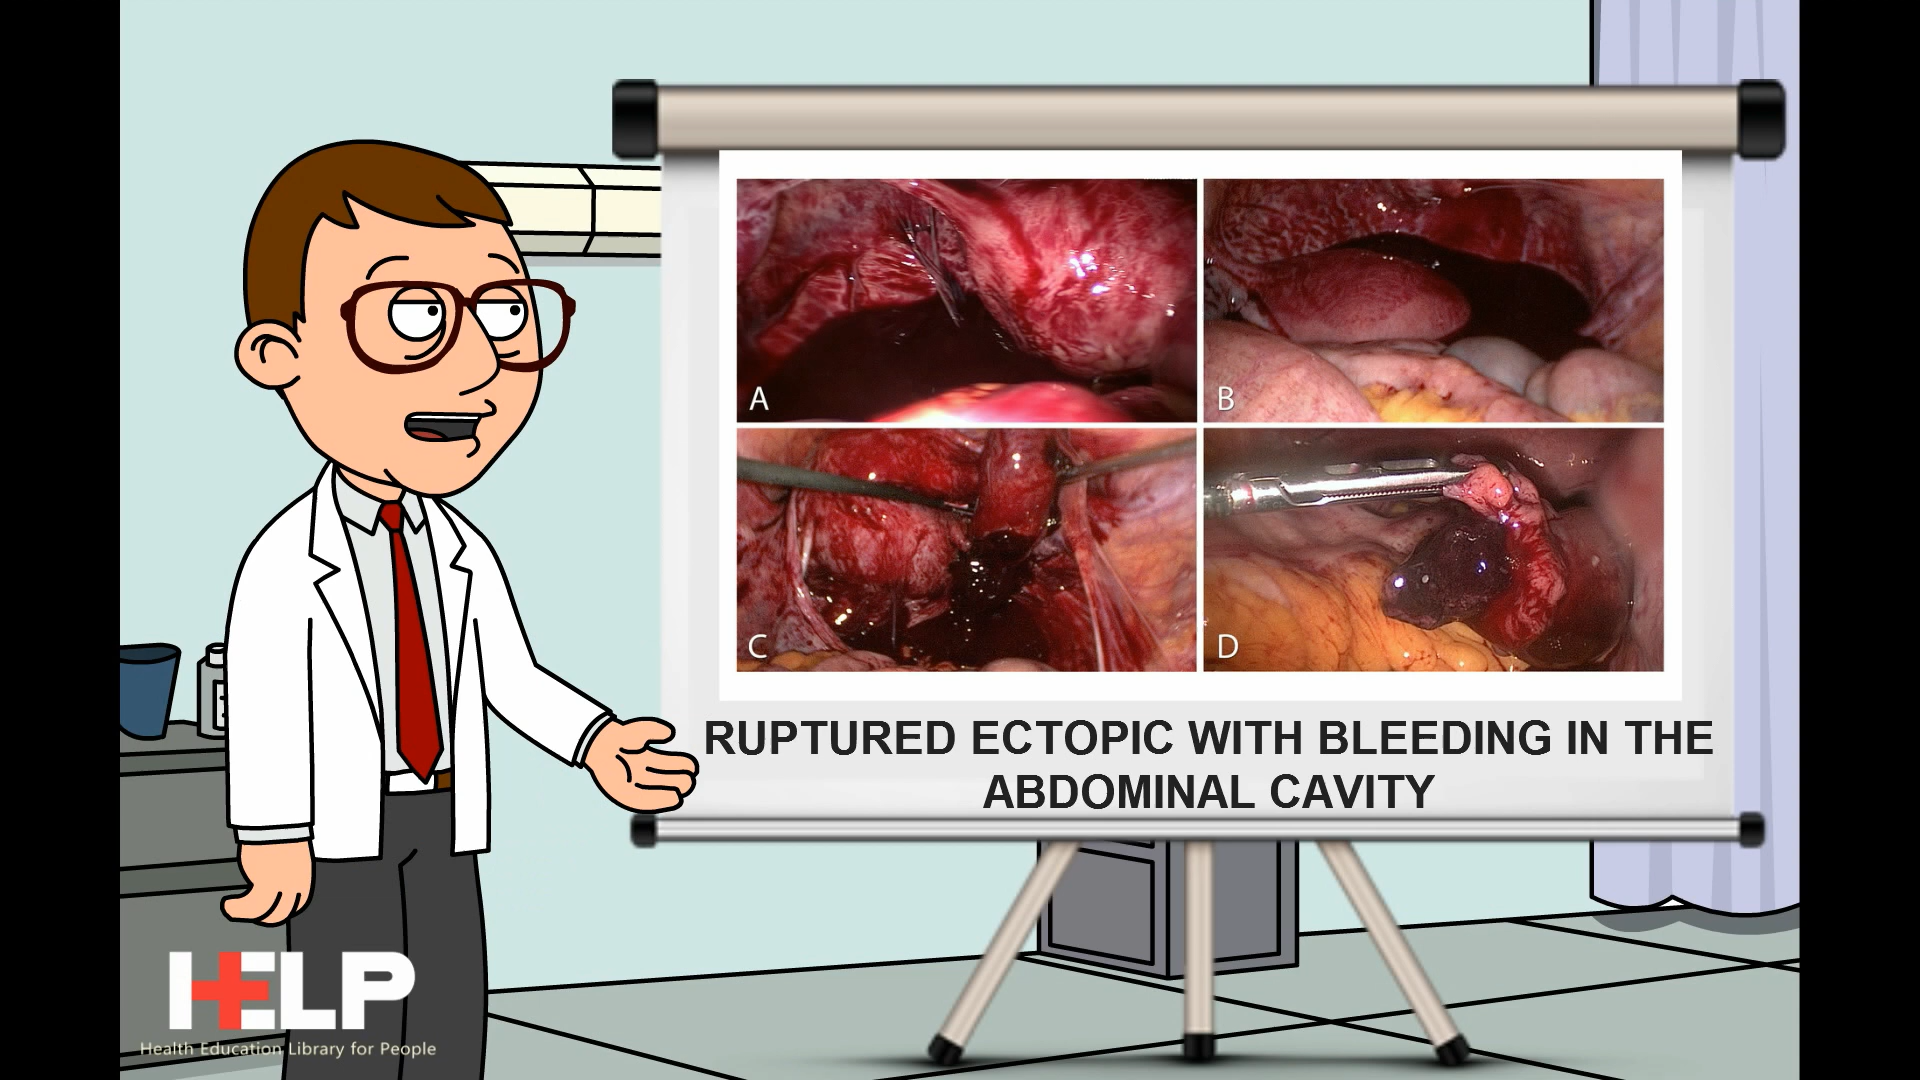 A
B
C
D
RUPTURED ECTOPIC WITH BLEEDING IN THE
ABDOMINAL CAVITY
HELP
Health Education Library for People